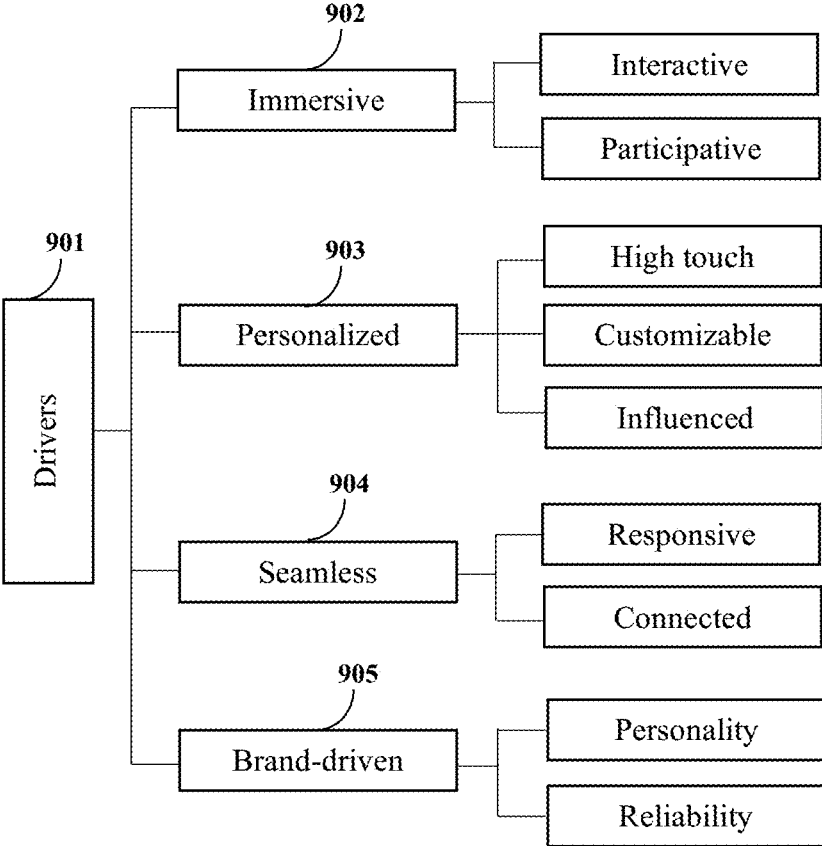 902
Immersive
Interactive
Participative
901
Drivers
903
Personalized
High touch
Customizable
Influenced
904
Seamless
Responsive
Connected
905
Brand-driven
Personality
Reliability